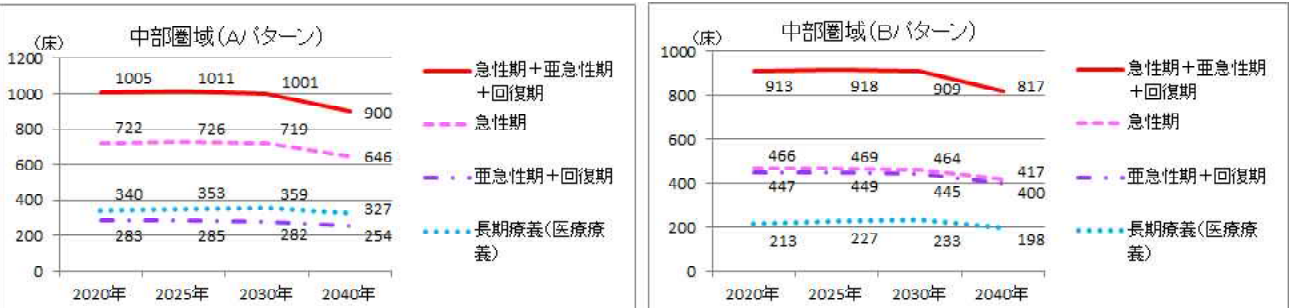 中部圏域(Aパターン)
(床)
1200
1000
800
600
400
200
0
1005 1011 1001 900
722 726 719 646
340 353 359 327
283 285 282 254
2020年 2025年 2030年 2040年
急性期+亜急性期
+回復期
急性期
亜急性期+回復期
長期療養(医療療
養)
中部圏域(Bパターン)
(床)
1000
800
600
400
200
0
913 918 909 817
466 469 464 417
447 449 445 400
213 227 233 198
2020年 2025年 2030年 2040年
急性期+亜急性期
+回復期
急性期
亜急性期+回復期
長期療養(医療療
養)